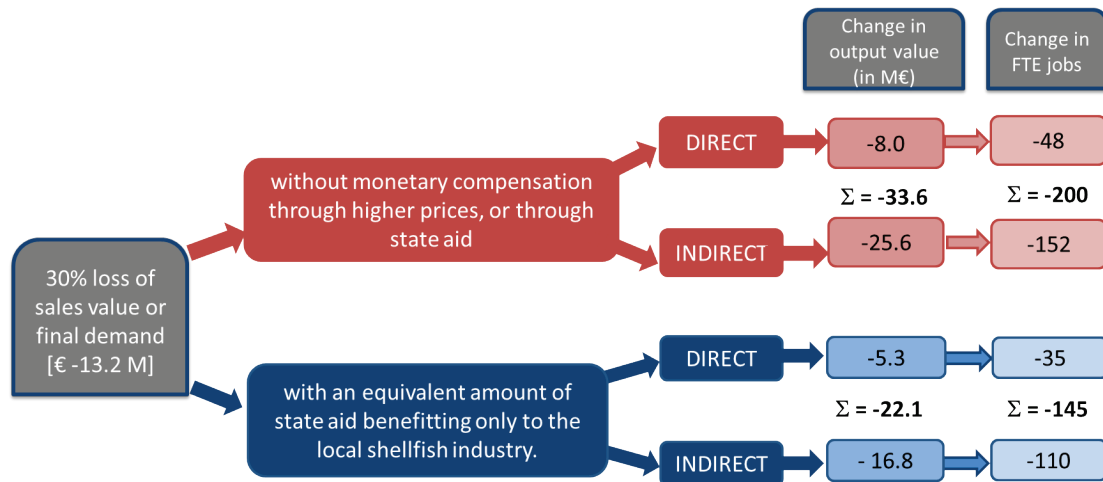 Change in
output value
(in M€)
Change in
FTE jobs
DIRECT
-8.0
-48
without monetary compensation
through higher prices, or through
state aid
Σ = -33.6
Σ = -200
INDIRECT
-25.6
-152
30% loss of
sales value or
final demand
[€ -13.2 M]
DIRECT
-5.3
-35
with an equivalent amount of
state aid benefitting only to the
local shellfish industry.
Σ = -22.1
Σ = -145
INDIRECT
- 16.8
-110